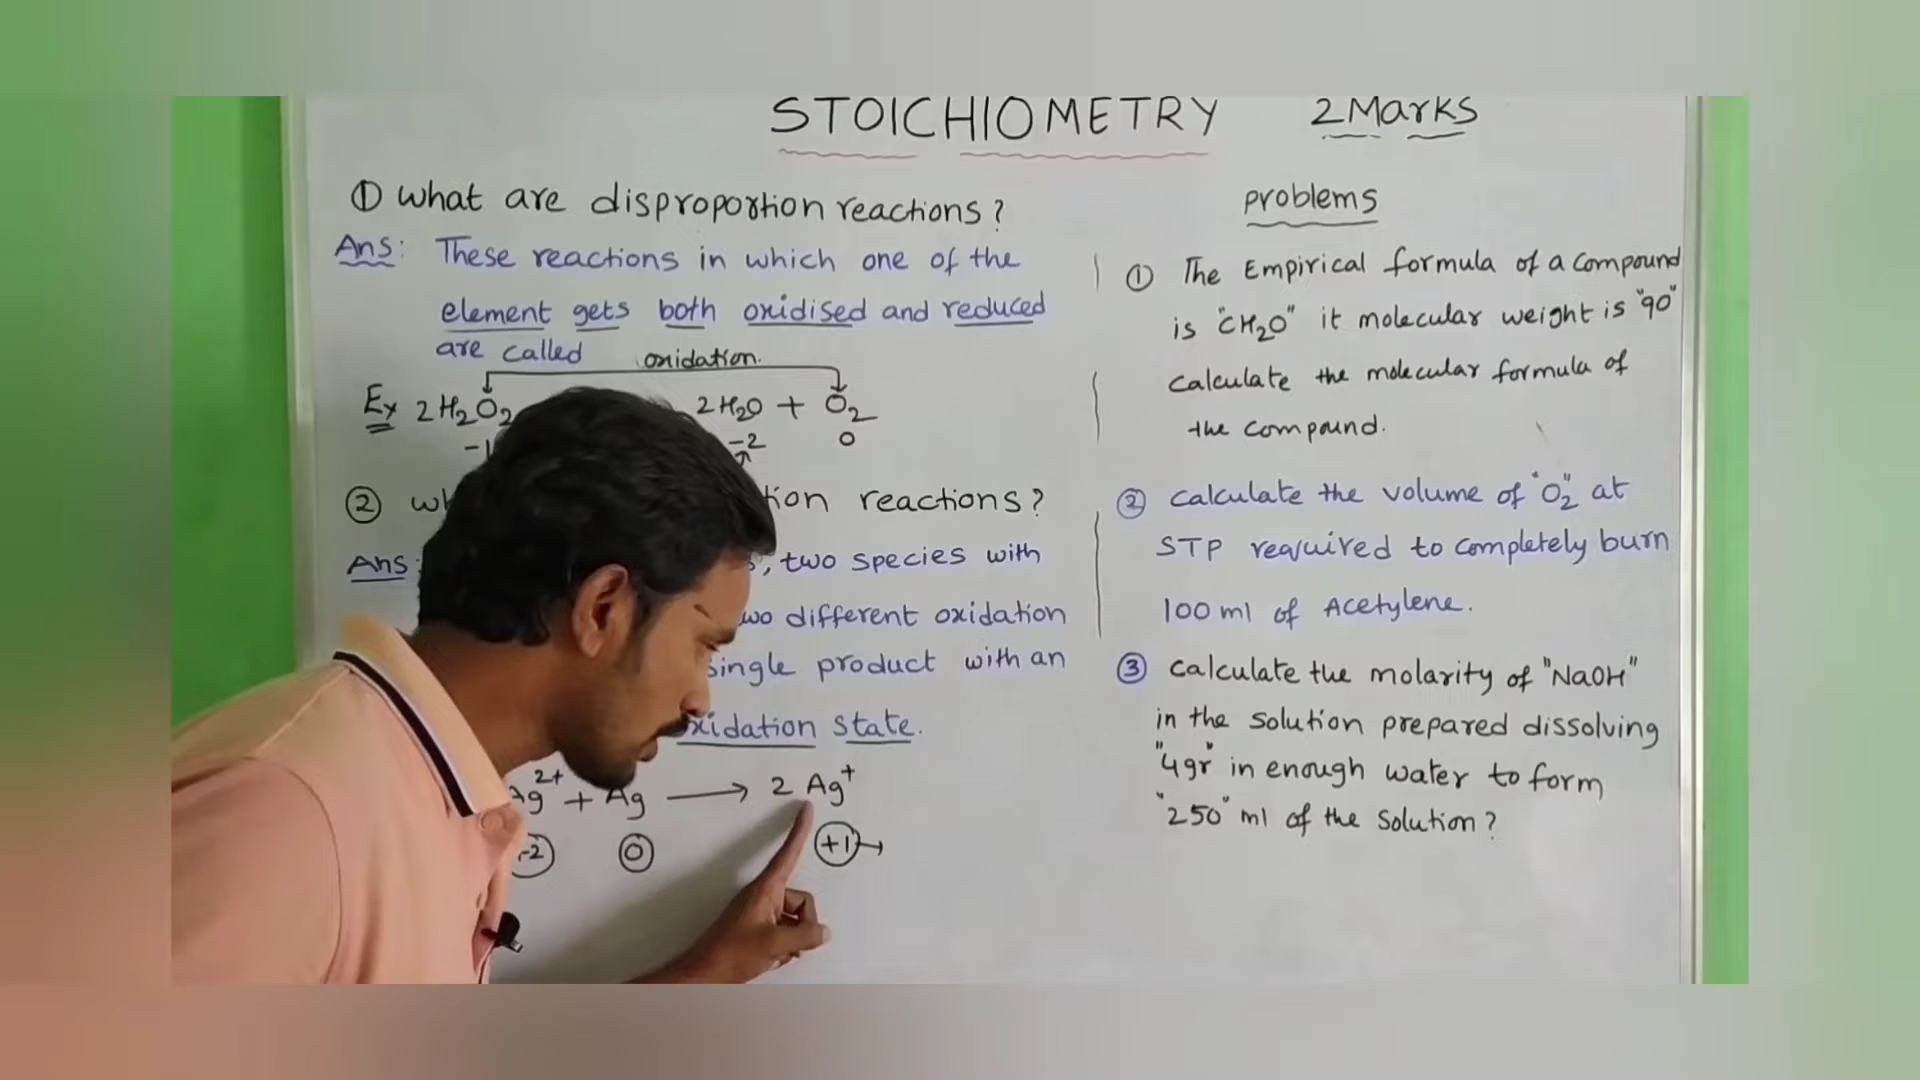 STOICHIOMETRY 2Marks
① What are disproportion reactions?
Ans: These reactions in which one of the
element gets both oxidised and reduced
are called
oxidation.
Ex 2H₂O₂ 2H₂O + O₂
-1 -2 0
② reactions?
Ans: two species with
different oxidation
single product with an
oxidation state.
Ag²⁺ + Ag ⟶ 2 Ag⁺
0 +1
problems
① The Empirical formula of a compound
is "CH₂O" it molecular weight is "90"
Calculate the molecular formula of
the compound.
② Calculate the volume of "O₂" at
STP required to completely burn
100 ml of Acetylene.
③ Calculate the molarity of "NaOH"
in the solution prepared dissolving
"4gr" in enough water to form
"250" ml of the solution?